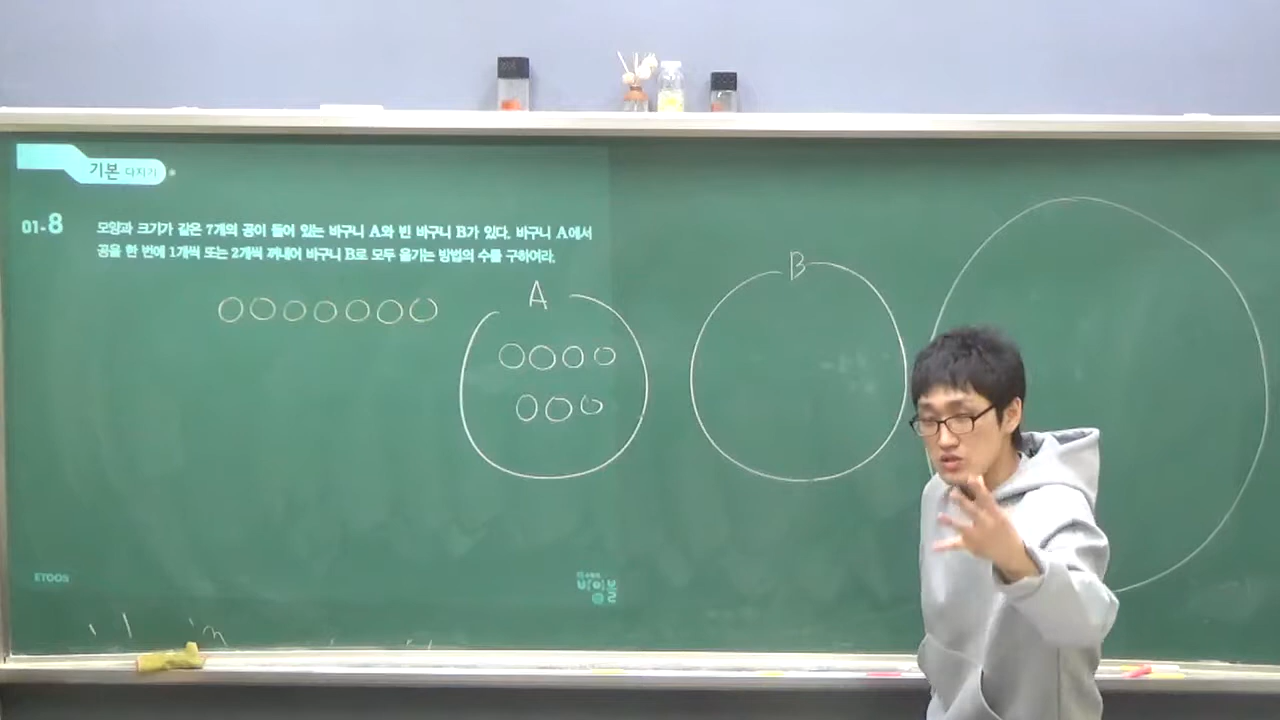 기본 다지기
01-8 모양과 크기가 같은 7개의 공이 들어 있는 바구니 A와 빈 바구니 B가 있다. 바구니 A에서
공을 한 번에 1개씩 또는 2개씩 꺼내어 바구니 B로 모두 옮기는 방법의 수를 구하여라.
A
B
ETOOS